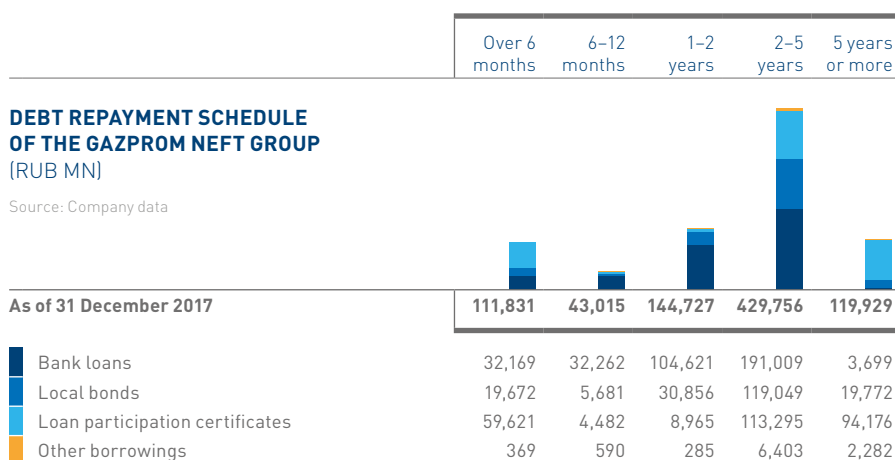 Over 6 months 6–12 months 1–2 years 2–5 years 5 years or more
DEBT REPAYMENT SCHEDULE
OF THE GAZPROM NEFT GROUP
(RUB MN)
Source: Company data
As of 31 December 2017 111,831 43,015 144,727 429,756 119,929
Bank loans 32,169 32,262 104,621 191,009 3,699
Local bonds 19,672 5,681 30,856 119,049 19,772
Loan participation certificates 59,621 4,482 8,965 113,295 94,176
Other borrowings 369 590 285 6,403 2,282